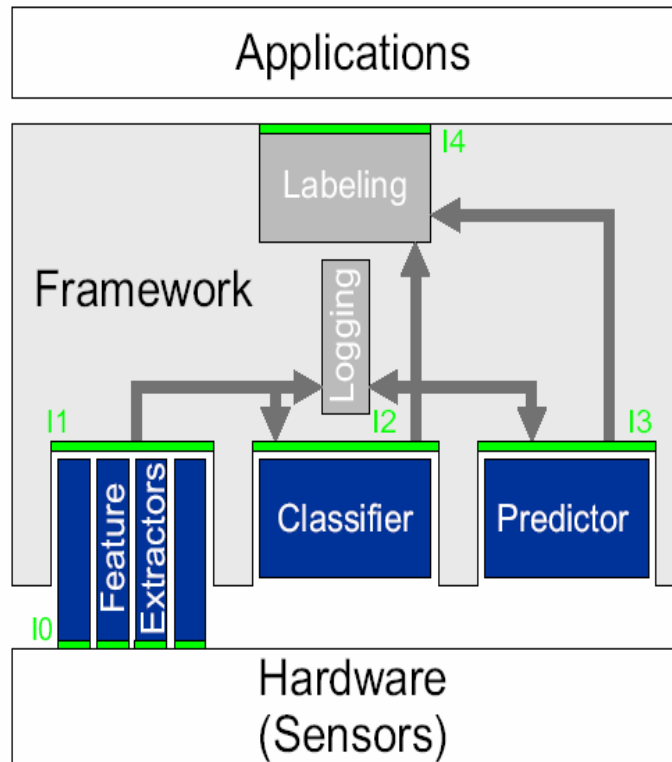 Applications
I4
Labeling
Framework
Logging
I1
I2
I3
Feature
Extractors
Classifier
Predictor
I0
Hardware
(Sensors)